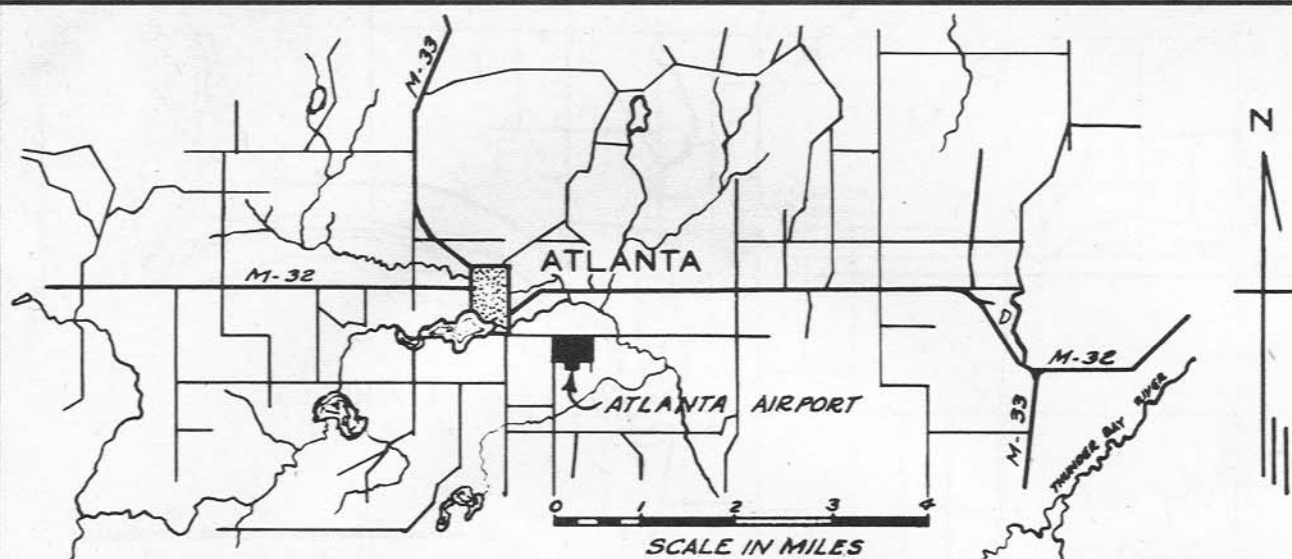 M-33
N
ATLANTA
M-32
D
M-32
ATLANTA AIRPORT
M-33
THUNDER BAY RIVER
0 1 2 3 4
SCALE IN MILES